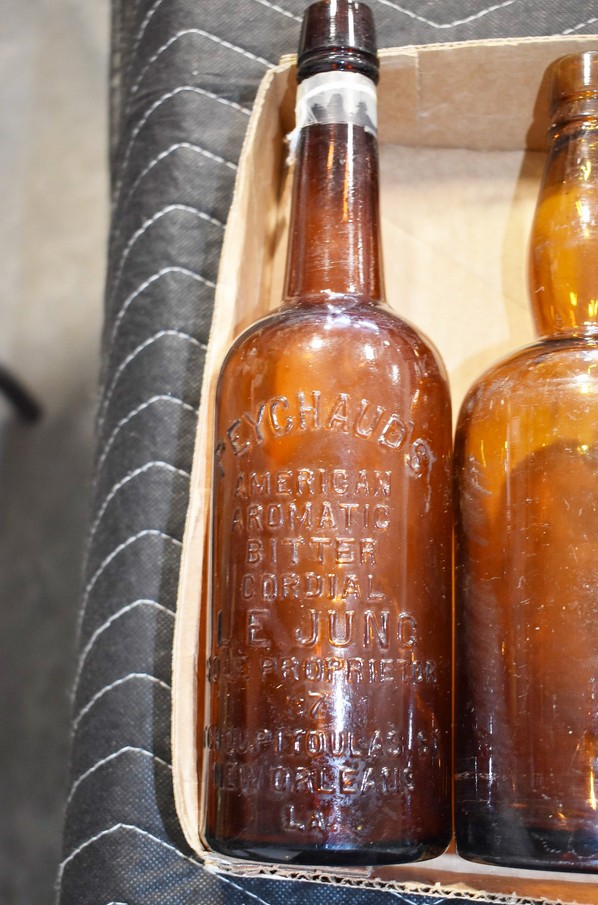 PEYCHAUD'S
AMERICAN
AROMATIC
BITTER
CORDIAL
L.E. JUNG
SOLE PROPRIETOR
TCHOUPITOULAS ST
NEW ORLEANS
LA.